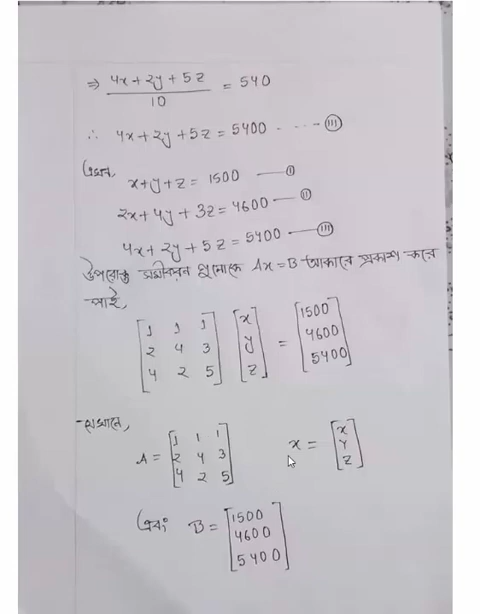 ⇒ 4x+2y+5z / 10 = 540
∴ 4x+2y+5z=5400 - - - - (III)
এখন,
x+y+z = 1500 — (I)
2x+4y+3z=4600 — (II)
4x+2y+5z=5400 — (III)
উপরোক্ত সমীকরণ গুলোকে Ax=B আকারে প্রকাশ করে
পাই,
[1 1 1] [x] [1500]
[2 4 3] [y] = [4600]
[4 2 5] [z] [5400]
এখানে,
[1 1 1] [x]
A = [2 4 3] x = [y]
[4 2 5] [z]
এবং B = [1500]
[4600]
[5400]